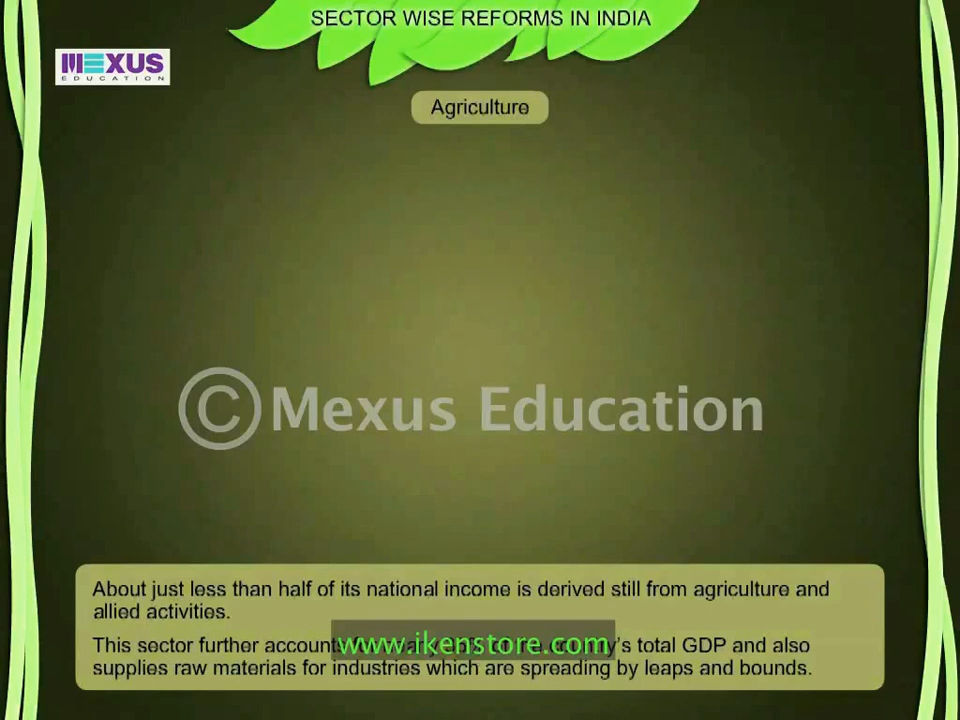 SECTOR WISE REFORMS IN INDIA
MEXUS
EDUCATION
Agriculture
© Mexus Education
About just less than half of its national income is derived still from agriculture and
allied activities.
This sector further accounts country's total GDP and also
www.ikenstore.com
supplies raw materials for industries which are spreading by leaps and bounds.